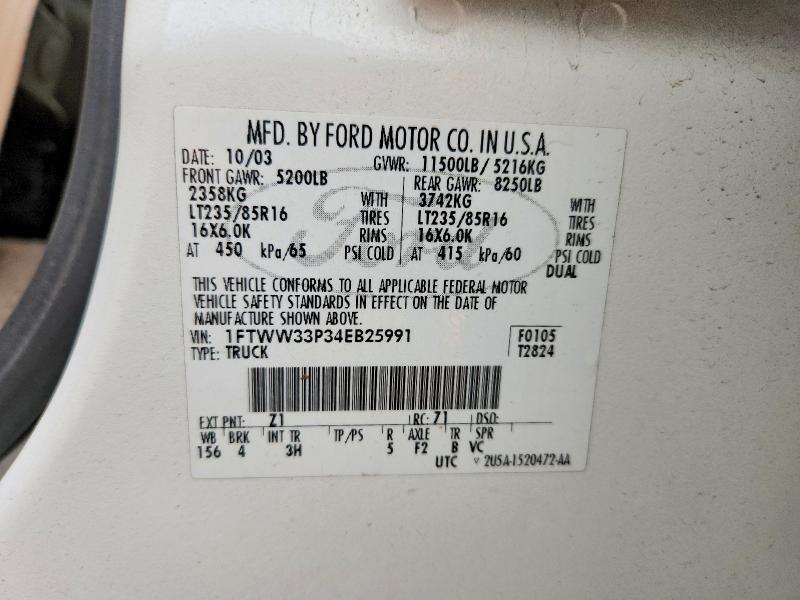 MFD. BY FORD MOTOR CO. IN U.S.A.
DATE: 10/03 GVWR: 11500LB/ 5216KG
FRONT GAWR: 5200LB REAR GAWR: 8250LB
2358KG WITH 3742KG WITH
LT235/85R16 TIRES LT235/85R16 TIRES
16X6.0K RIMS 16X6.0K RIMS
AT 450 kPa/65 PSI COLD AT 415 kPa/60 PSI COLD
DUAL
Ford
THIS VEHICLE CONFORMS TO ALL APPLICABLE FEDERAL MOTOR
VEHICLE SAFETY STANDARDS IN EFFECT ON THE DATE OF
MANUFACTURE SHOWN ABOVE.
VIN: 1FTWW33P34EB25991 F0105
TYPE: TRUCK T2824
EXT PNT: Z1 RC: 71 DSO:
WB BRK INT TR TP/PS R AXLE TR SPR
156 4 3H 5 F2 B VC
UTC ▽ 2U5A-1520472-AA